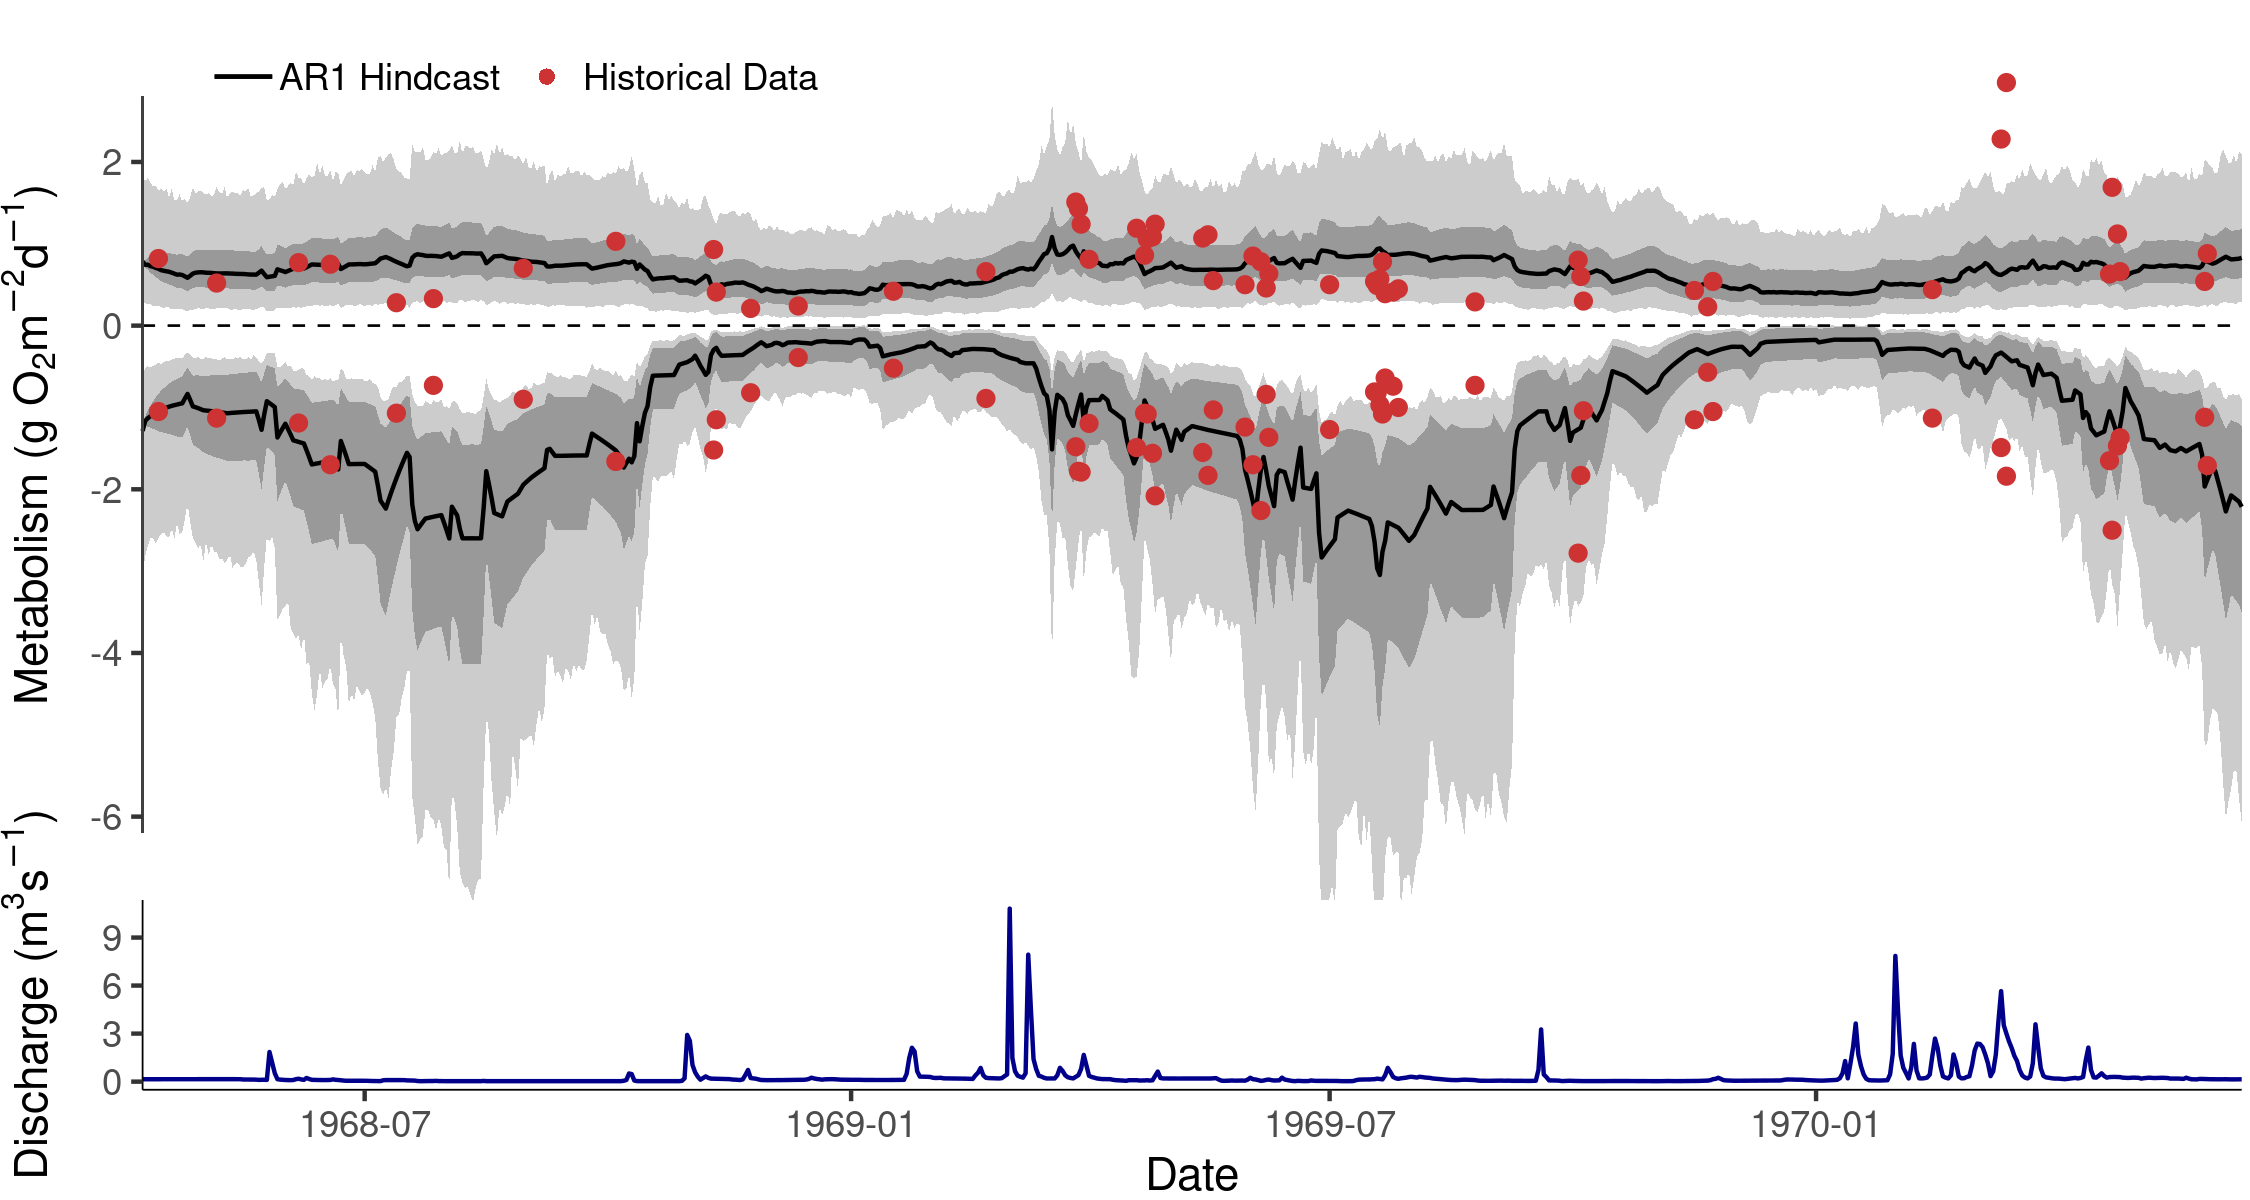 AR1 Hindcast Historical Data
Metabolism (g O₂m⁻²d⁻¹)
2
0
-2
-4
-6
Discharge (m³s⁻¹)
9
6
3
0
1968-07 1969-01 1969-07 1970-01
Date